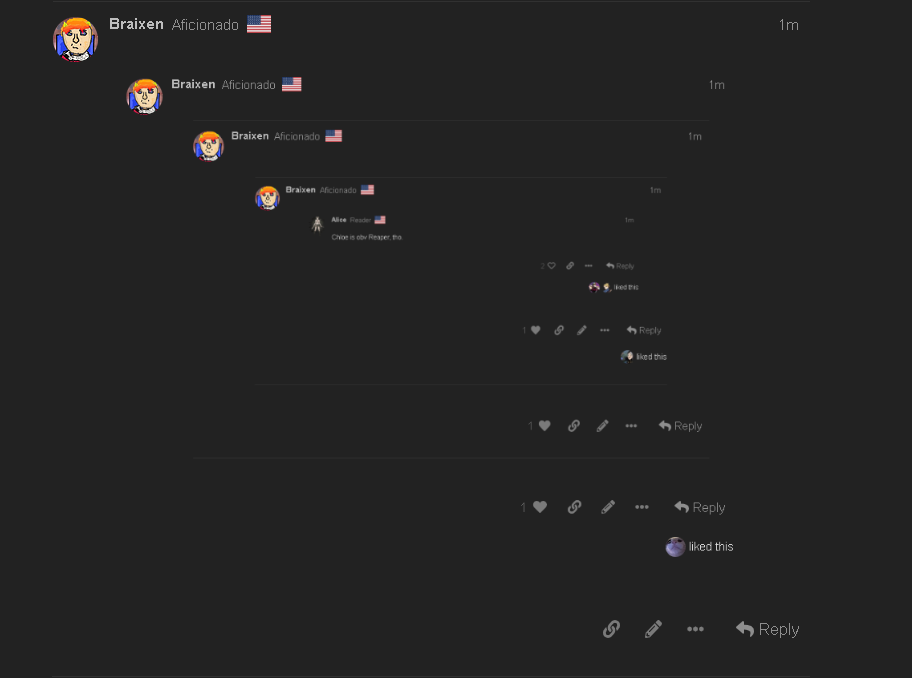 Braixen Aficionado 1m
Braixen Aficionado 1m
Braixen Aficionado 1m
Braixen Aficionado 1m
Alice Reader 1m
Chloe is obv Reaper, tho
2 Reply
liked this
1 Reply
liked this
1 Reply
1 Reply
liked this
Reply